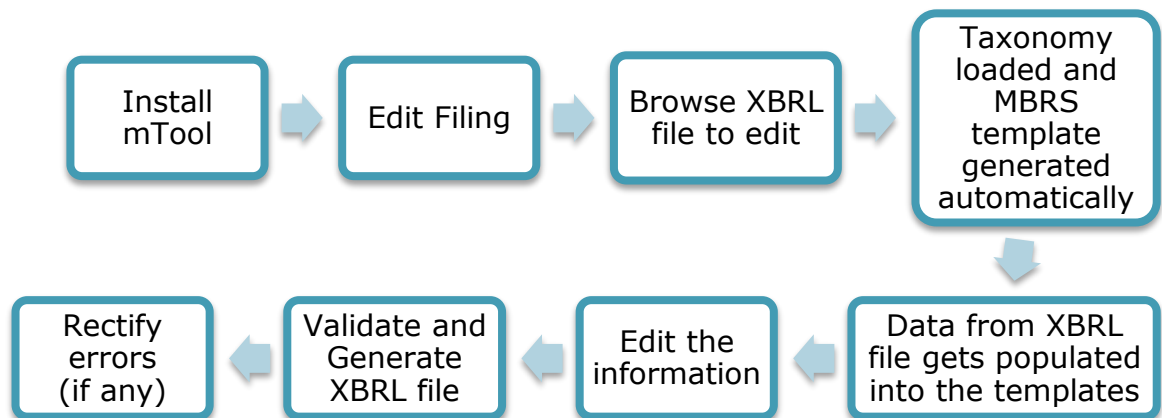 Install
mTool
Edit Filing
Browse XBRL
file to edit
Taxonomy
loaded and
MBRS
template
generated
automatically
Data from XBRL
file gets populated
into the templates
Edit the
information
Validate and
Generate
XBRL file
Rectify
errors
(if any)